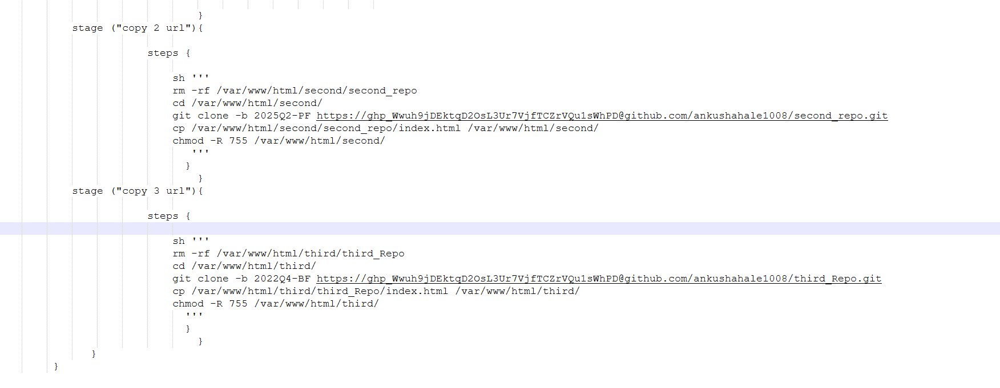 }
stage ("copy 2 url"){
steps {
sh '''
rm -rf /var/www/html/second/second_repo
cd /var/www/html/second/
git clone -b 2025Q2-PF https://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@github.com/ankushahale1008/second_repo.git
cp /var/www/html/second/second_repo/index.html /var/www/html/second/
chmod -R 755 /var/www/html/second/
'''
}
}
stage ("copy 3 url"){
steps {
sh '''
rm -rf /var/www/html/third/third_Repo
cd /var/www/html/third/
git clone -b 2022Q4-BF https://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@github.com/ankushahale1008/third_Repo.git
cp /var/www/html/third/third_Repo/index.html /var/www/html/third/
chmod -R 755 /var/www/html/third/
'''
}
}
}
}